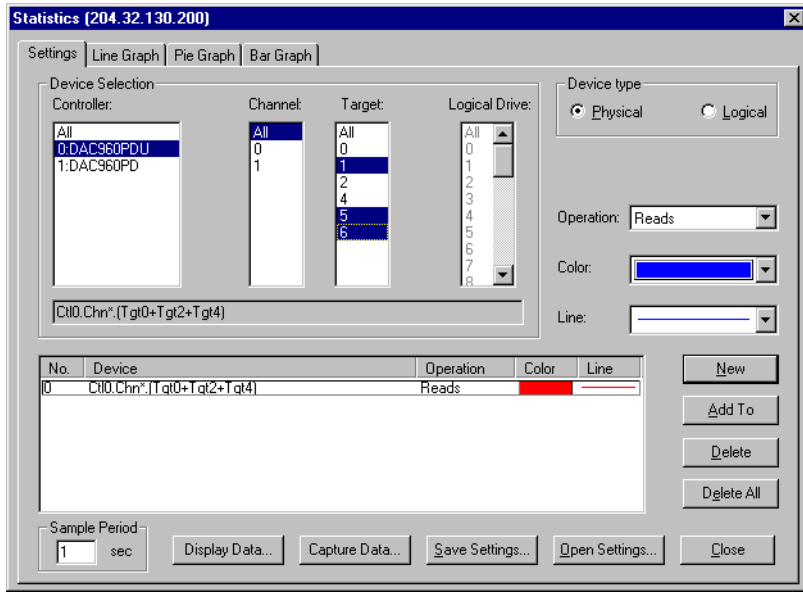 Statistics (204.32.130.200)
Settings Line Graph Pie Graph Bar Graph
Device Selection
Controller: Channel: Target: Logical Drive:
All
0:DAC960PDU
1:DAC960PD
All
0
1
All
0
1
2
4
5
6
All
0
1
2
3
4
5
6
7
8
Ctl0.Chn*.(Tgt0+Tgt2+Tgt4)
Device type
Physical Logical
Operation: Reads
Color:
Line:
No. Device Operation Color Line
0 Ctl0.Chn*.(Tgt0+Tgt2+Tgt4) Reads
New
Add To
Delete
Delete All
Sample Period
1 sec
Display Data... Capture Data... Save Settings... Open Settings... Close